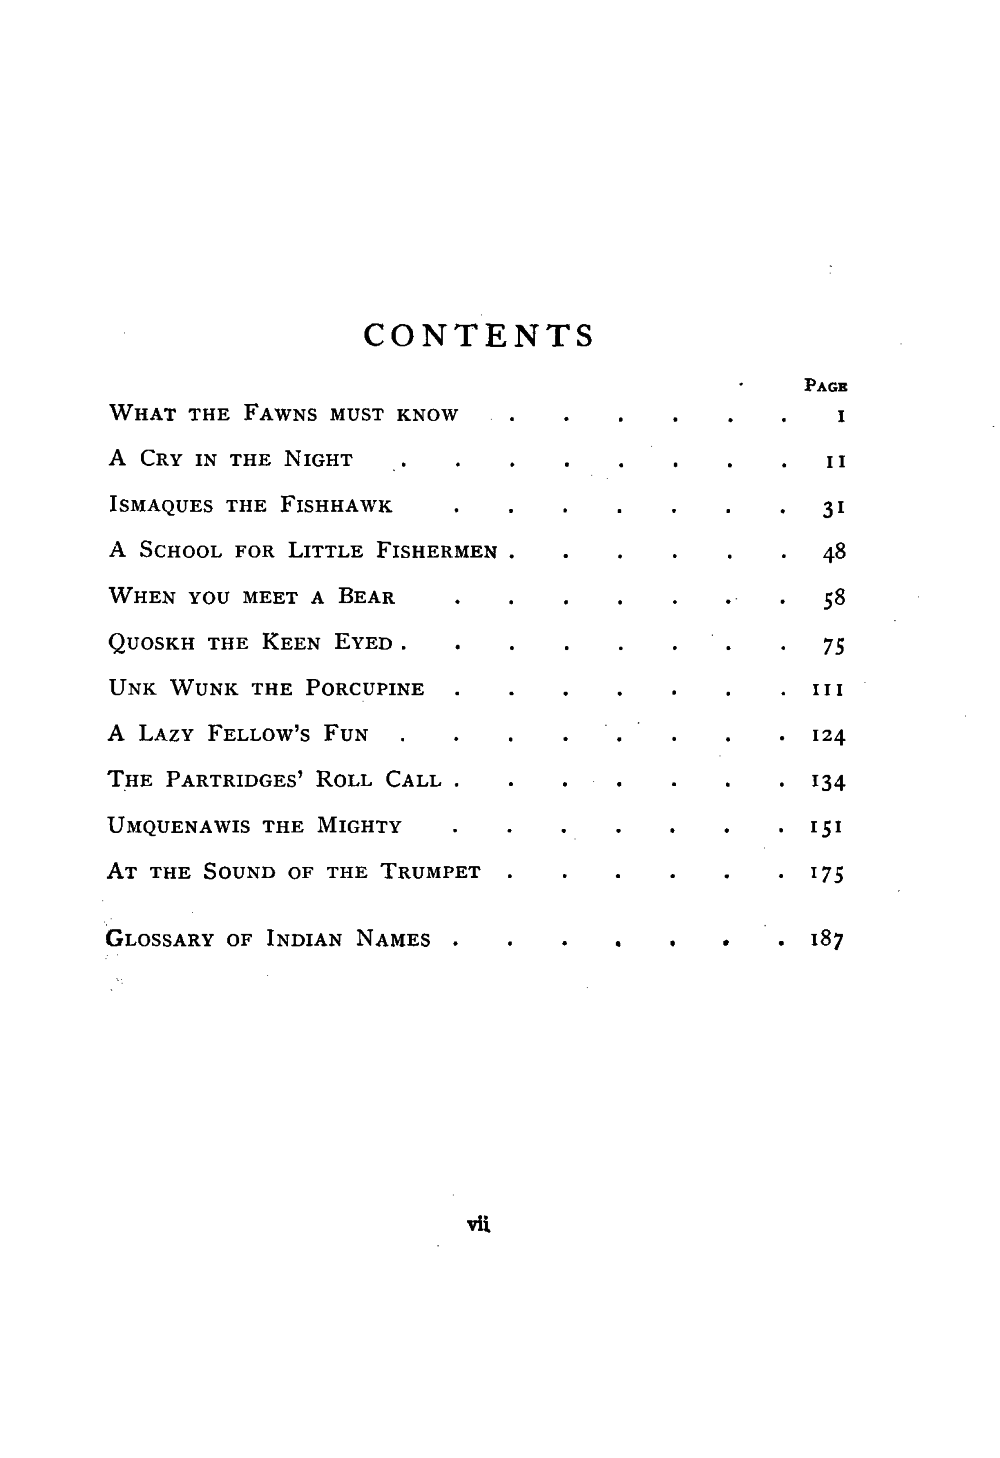 CONTENTS
PAGE
WHAT THE FAWNS MUST KNOW . . . . . . 1
A CRY IN THE NIGHT . . . . . . . . 11
ISMAQUES THE FISHHAWK . . . . . . . 31
A SCHOOL FOR LITTLE FISHERMEN . . . . . . 48
WHEN YOU MEET A BEAR . . . . . . . 58
QUOSKH THE KEEN EYED . . . . . . . . 75
UNK WUNK THE PORCUPINE . . . . . . . 111
A LAZY FELLOW'S FUN . . . . . . . . 124
THE PARTRIDGES' ROLL CALL . . . . . . . 134
UMQUENAWIS THE MIGHTY . . . . . . . 151
AT THE SOUND OF THE TRUMPET . . . . . . 175
GLOSSARY OF INDIAN NAMES . . . . . . . 187
vii